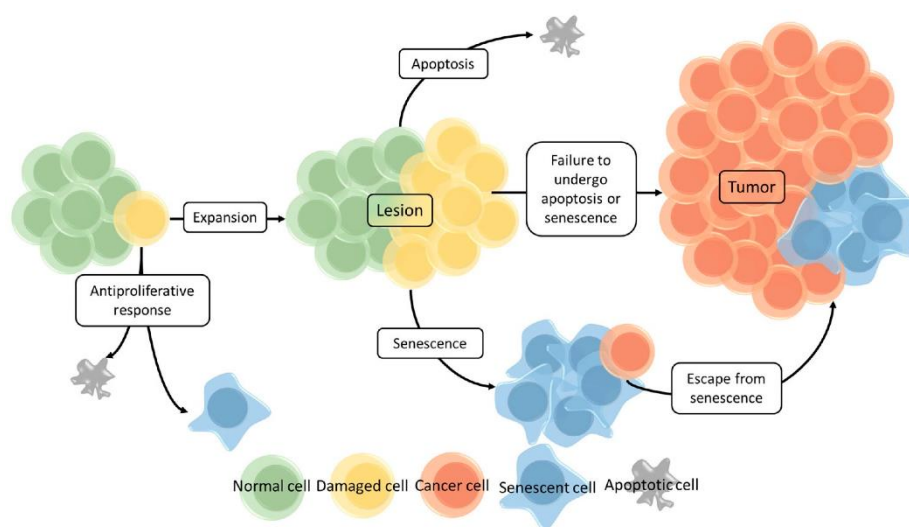 Apoptosis
Failure to
undergo
apoptosis or
senescence
Tumor
Expansion
Lesion
Antiproliferative
response
Senescence
Escape from
senescence
Normal cell
Damaged cell
Cancer cell
Senescent cell
Apoptotic cell